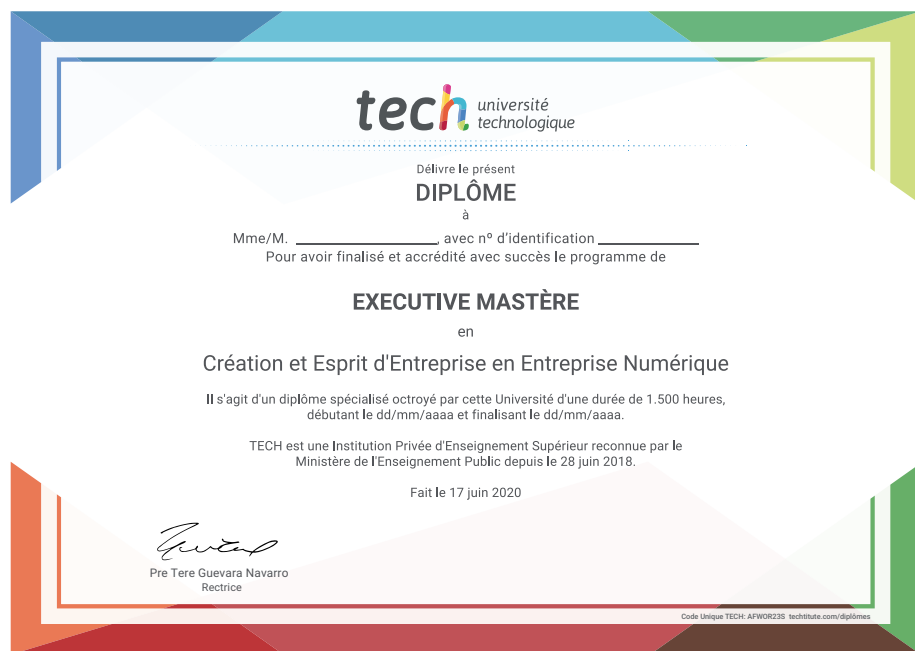 tech université
technologique
Délivre le présent
DIPLÔME
à
Mme/M. ____________, avec nº d'identification ____________
Pour avoir finalisé et accrédité avec succès le programme de
EXECUTIVE MASTÈRE
en
Création et Esprit d'Entreprise en Entreprise Numérique
Il s'agit d'un diplôme spécialisé octroyé par cette Université d'une durée de 1.500 heures,
débutant le dd/mm/aaaa et finalisant le dd/mm/aaaa.
TECH est une Institution Privée d'Enseignement Supérieur reconnue par le
Ministère de l'Enseignement Public depuis le 28 juin 2018.
Fait le 17 juin 2020
Pre Tere Guevara Navarro
Rectrice
Code Unique TECH: AFWOR23S techtitute.com/diplômes